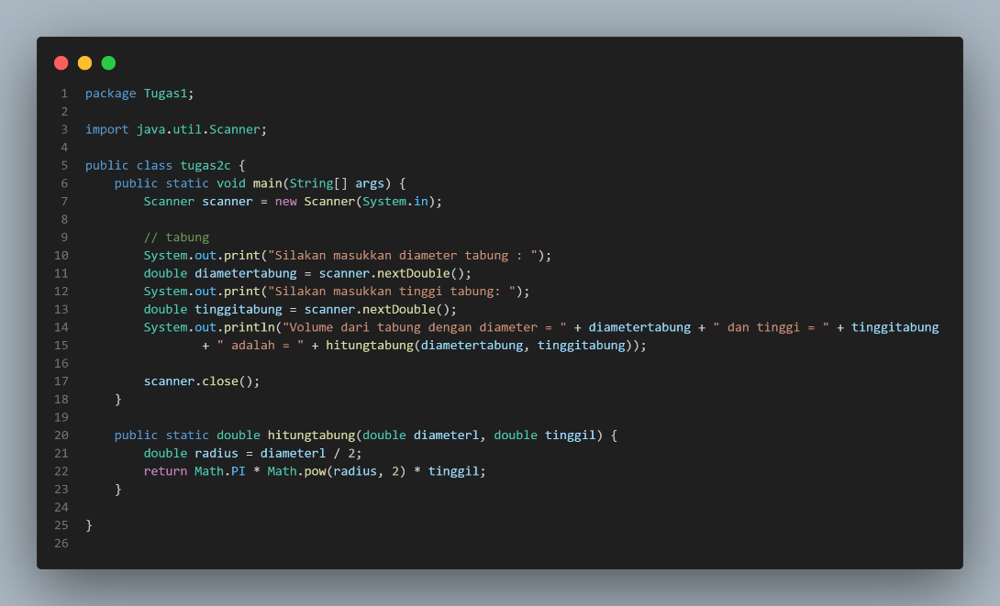 1 package Tugas1;
2
3 import java.util.Scanner;
4
5 public class tugas2c {
6     public static void main(String[] args) {
7         Scanner scanner = new Scanner(System.in);
8
9         // tabung
10         System.out.print("Silakan masukkan diameter tabung : ");
11         double diametertabung = scanner.nextDouble();
12         System.out.print("Silakan masukkan tinggi tabung: ");
13         double tinggitabung = scanner.nextDouble();
14         System.out.println("Volume dari tabung dengan diameter = " + diametertabung + " dan tinggi = " + tinggitabung
15                 + " adalah = " + hitungtabung(diametertabung, tinggitabung));
16
17         scanner.close();
18     }
19
20     public static double hitungtabung(double diameterl, double tinggil) {
21         double radius = diameterl / 2;
22         return Math.PI * Math.pow(radius, 2) * tinggil;
23     }
24
25 }
26